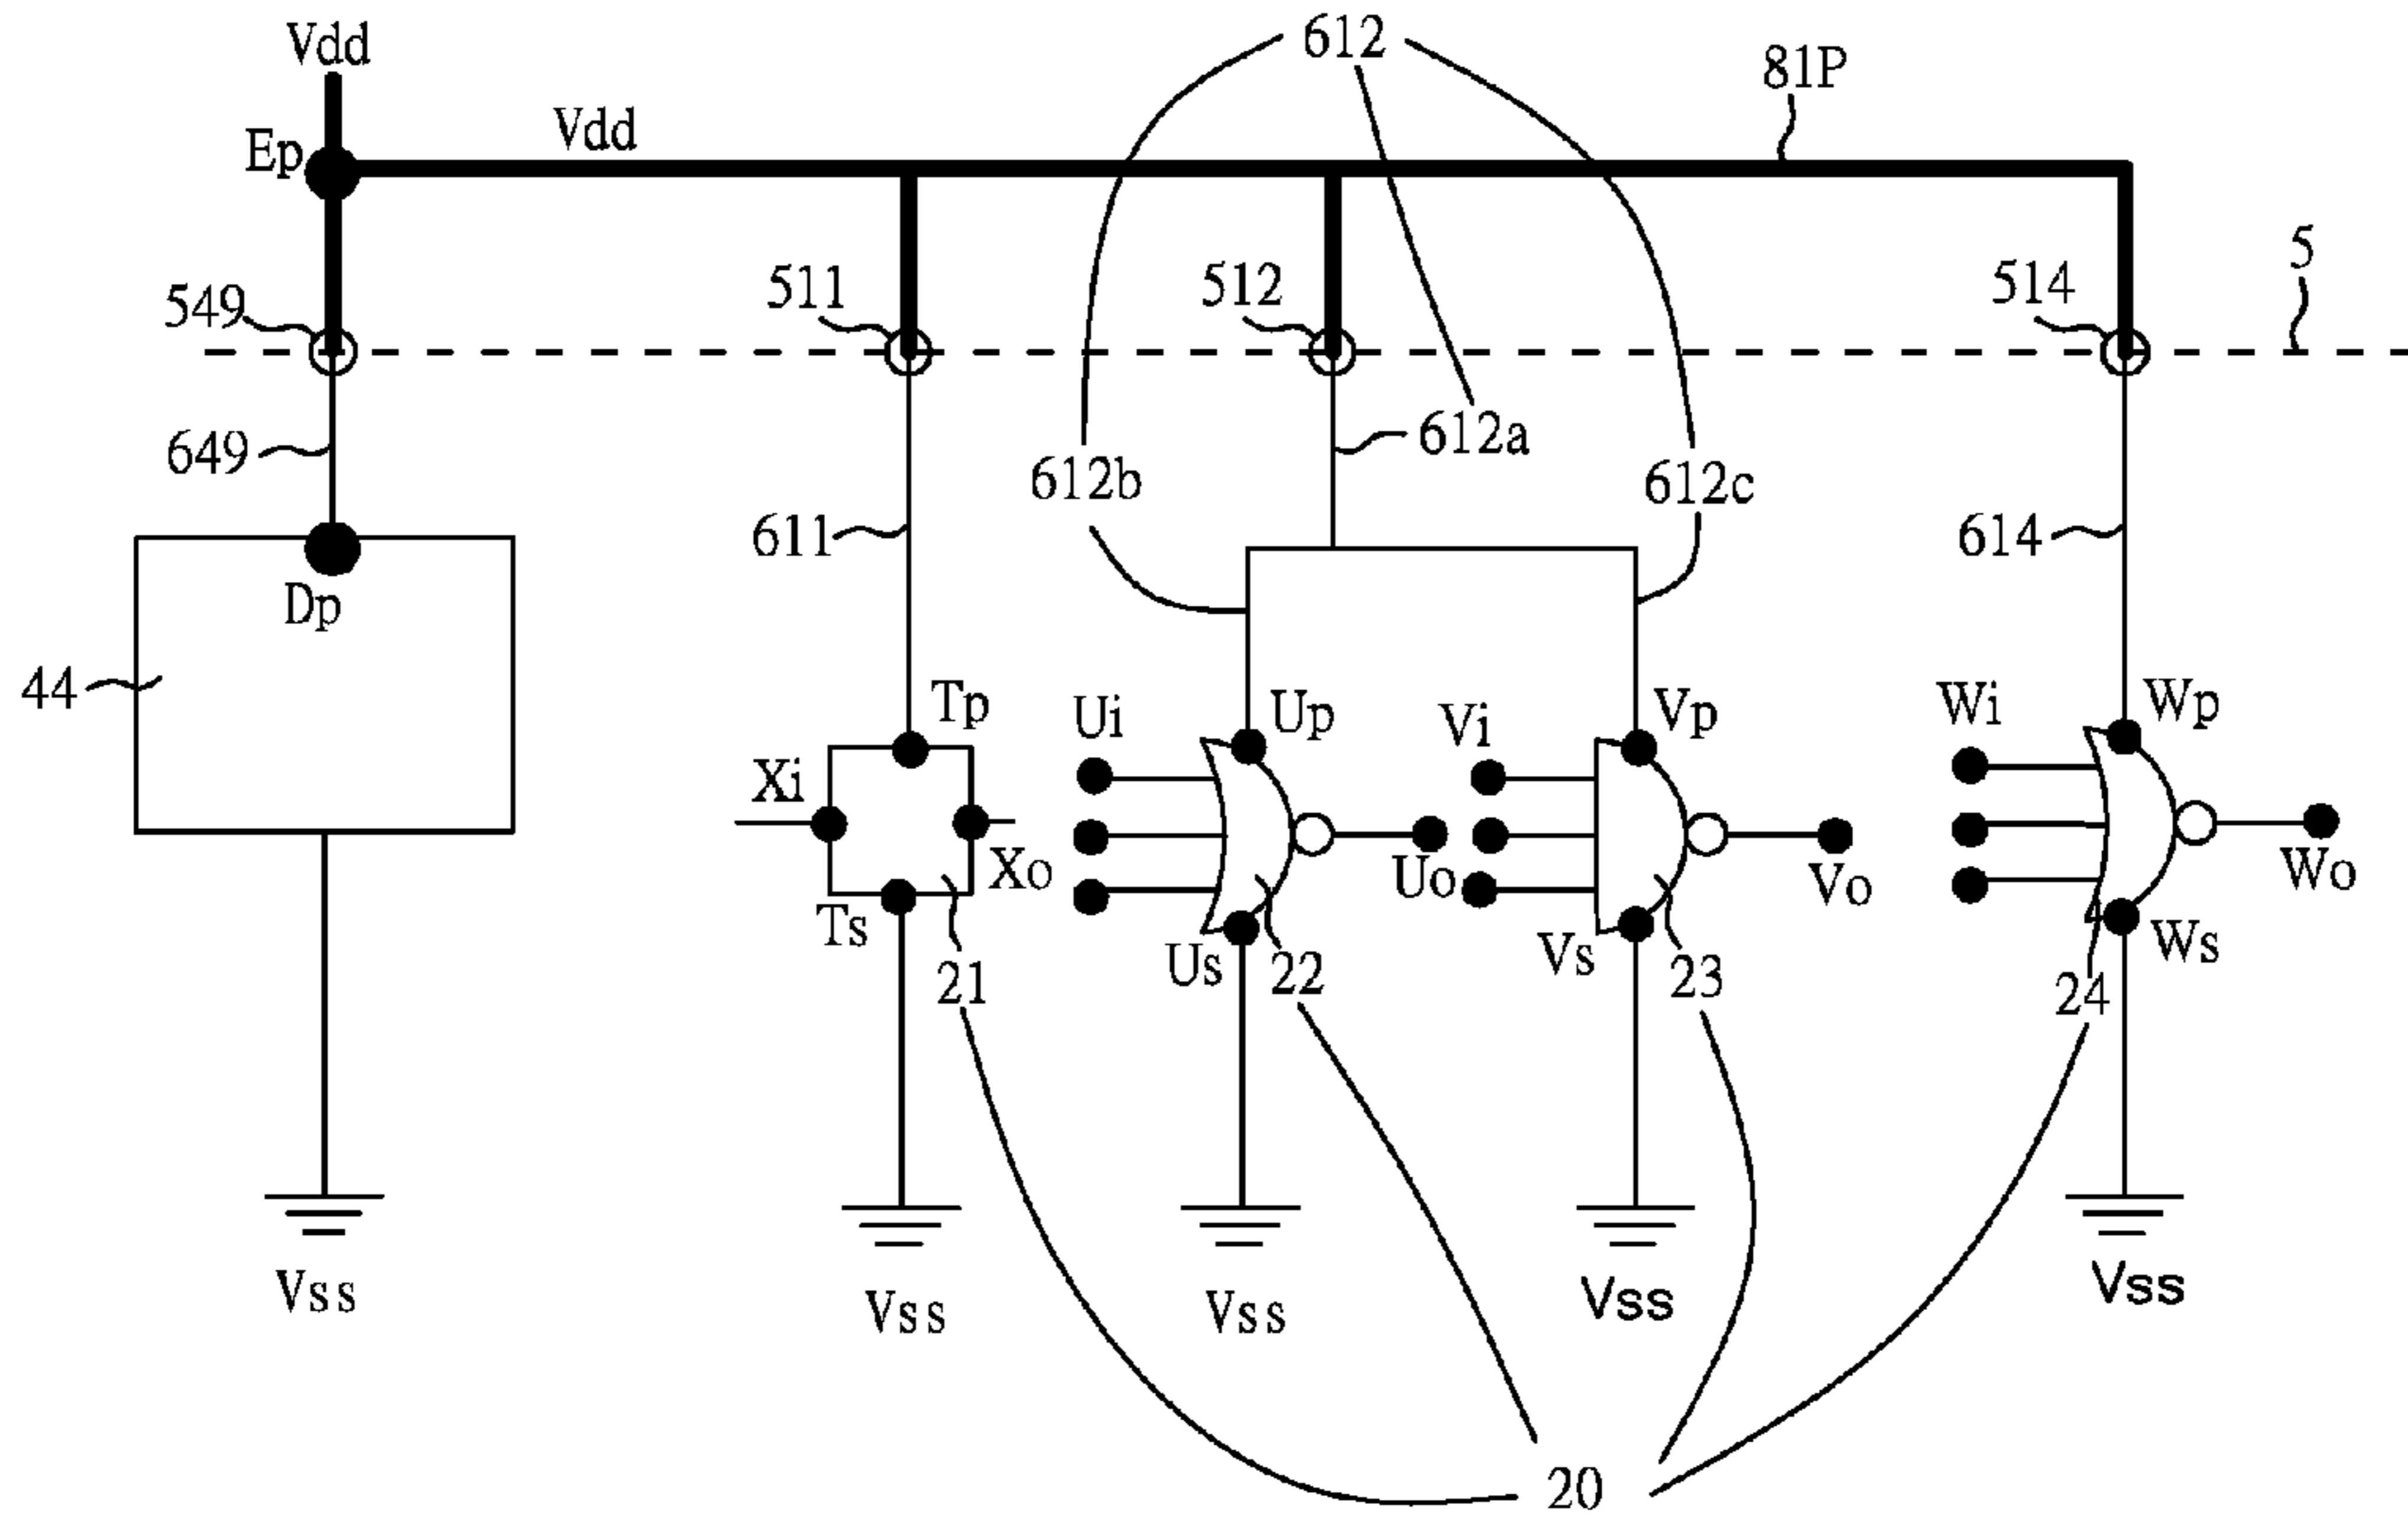 Vdd
612
81P
Ep
Vdd
5
549
511
512
514
649
612a
612b
612c
611
614
Dp
44
Tp
Ui
Up
Vi
Vp
Wi
Wp
Xi
Xo
Uo
Vo
Wo
Ts
Us
22
Vs
23
Ws
21
24
Vss
Vss
Vss
Vss
Vss
20